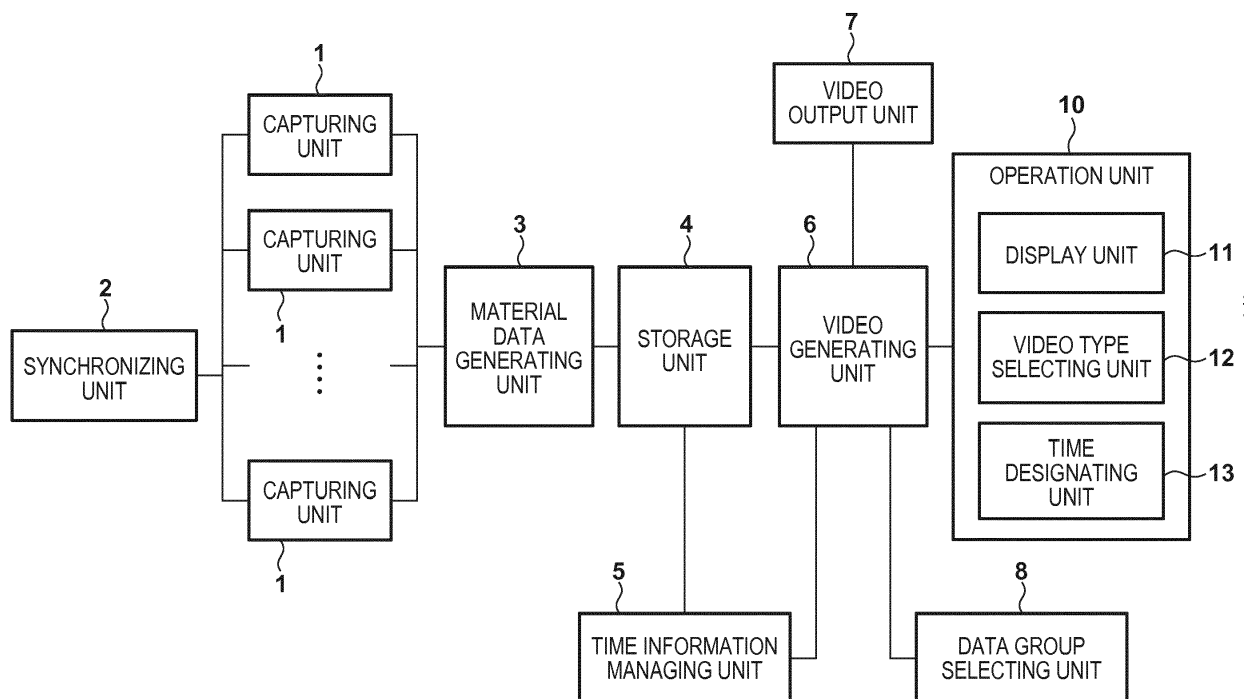 7
1
VIDEO
OUTPUT UNIT
CAPTURING
UNIT
10
OPERATION UNIT
CAPTURING
UNIT
1
3
4
6
DISPLAY UNIT
11
2
SYNCHRONIZING
UNIT
MATERIAL
DATA
GENERATING
UNIT
STORAGE
UNIT
VIDEO
GENERATING
UNIT
VIDEO TYPE
SELECTING UNIT
12
CAPTURING
UNIT
1
TIME
DESIGNATING
UNIT
13
5
8
TIME INFORMATION
MANAGING UNIT
DATA GROUP
SELECTING UNIT